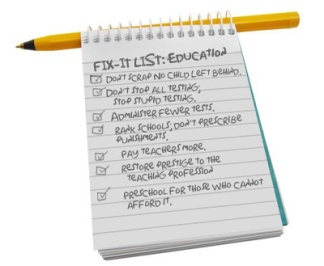 FIX-IT LIST: EDUCATION
DON'T SCRAP NO CHILD LEFT BEHIND.
DON'T STOP ALL TESTING;
STOP STUPID TESTING.
ADMINISTER FEWER TESTS.
RANK SCHOOLS; DON'T PRESCRIBE
PUNISHMENTS.
PAY TEACHERS MORE.
RESTORE PRESTIGE TO THE
TEACHING PROFESSION
PRESCHOOL FOR THOSE WHO CANNOT
AFFORD IT.